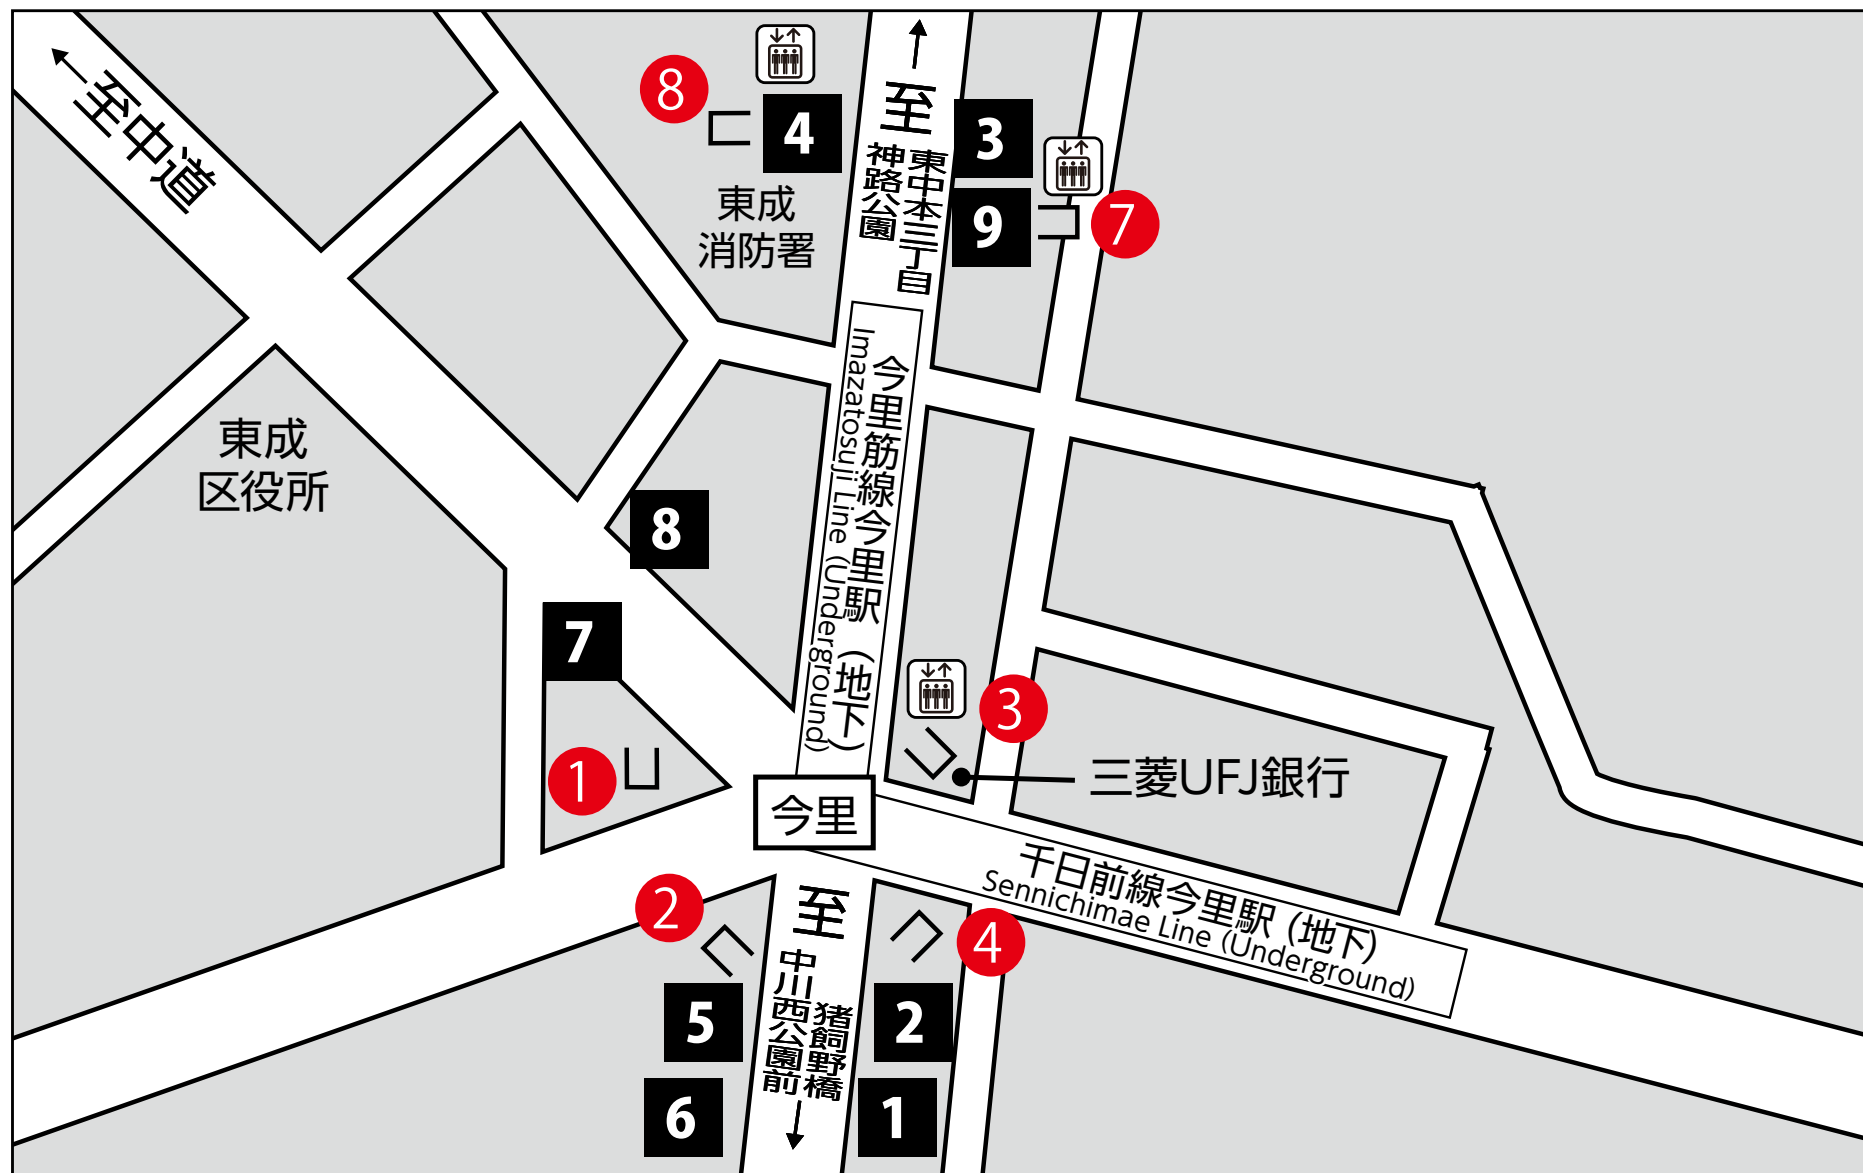 至中道
8
4
至
東中本三丁目
神路公園
3
9
7
東成
消防署
今里筋線今里駅（地下）
Imazatosuji Line (Underground)
東成
区役所
8
7
3
三菱UFJ銀行
1
今里
千日前線今里駅（地下）
Sennichimae Line (Underground)
2
至
猪飼野橋
中川西公園前
4
5
2
6
1